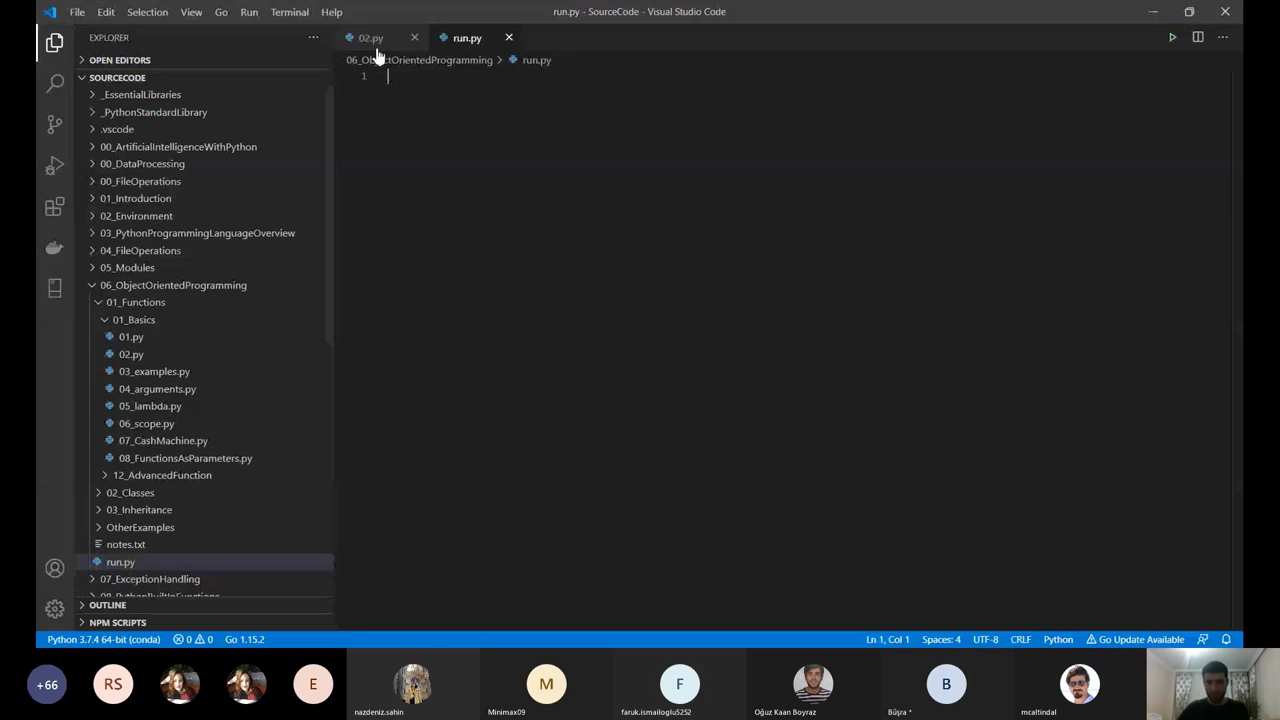 File Edit Selection View Go Run Terminal Help
run.py - SourceCode - Visual Studio Code
EXPLORER
02.py
run.py
06_ObjectOrientedProgramming > run.py
1
OPEN EDITORS
SOURCECODE
_EssentialLibraries
_PythonStandardLibrary
.vscode
00_ArtificialIntelligenceWithPython
00_DataProcessing
00_FileOperations
01_Introduction
02_Environment
03_PythonProgrammingLanguageOverview
04_FileOperations
05_Modules
06_ObjectOrientedProgramming
01_Functions
01_Basics
01.py
02.py
03_examples.py
04_arguments.py
05_lambda.py
06_scope.py
07_CashMachine.py
08_FunctionsAsParameters.py
12_AdvancedFunction
02_Classes
03_Inheritance
OtherExamples
notes.txt
run.py
07_ExceptionHandling
08_PythonBuiltInFunctions
OUTLINE
NPM SCRIPTS
Python 3.7.4 64-bit (conda) 0 0 Go 1.15.2
Ln 1, Col 1 Spaces: 4 UTF-8 CRLF Python Go Update Available
+66
RS
E
M
F
B
nazdeniz.sahin
Minimax09
faruk.ismailoglu5252
Oğuz Kaan Boyraz
Büşra *
mcaltindal